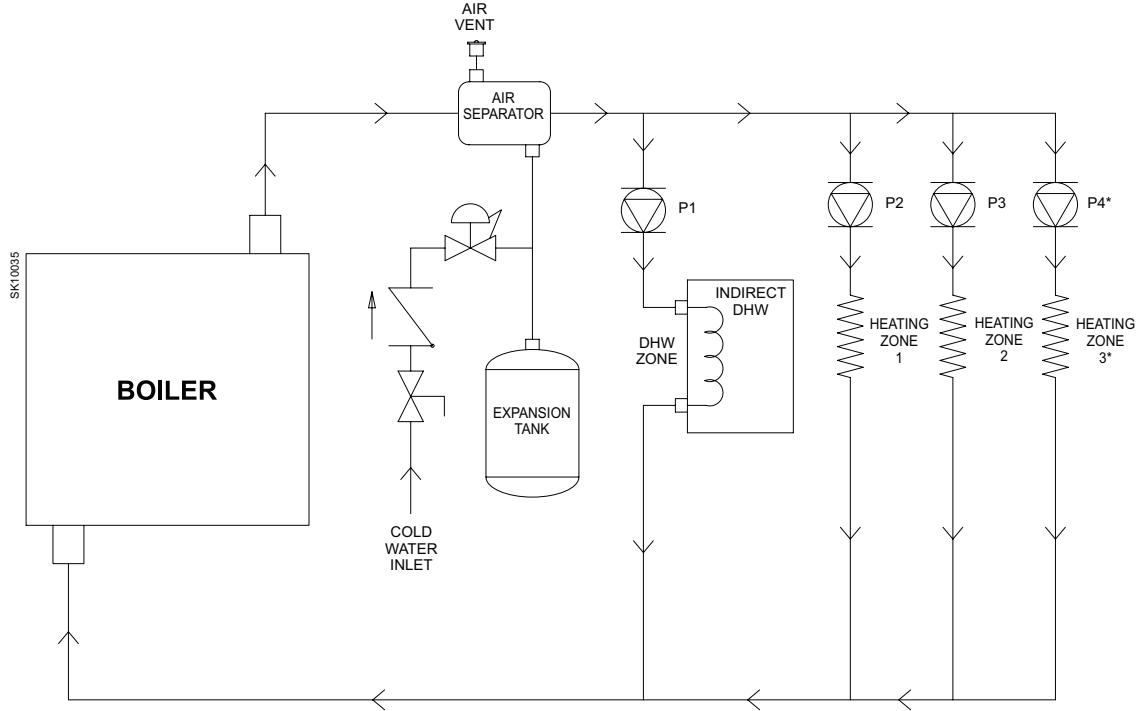 AIR
VENT
AIR
SEPARATOR
P1
P2
P3
P4*
SK10035
BOILER
INDIRECT
DHW
DHW
ZONE
HEATING
ZONE
1
HEATING
ZONE
2
HEATING
ZONE
3*
EXPANSION
TANK
COLD
WATER
INLET